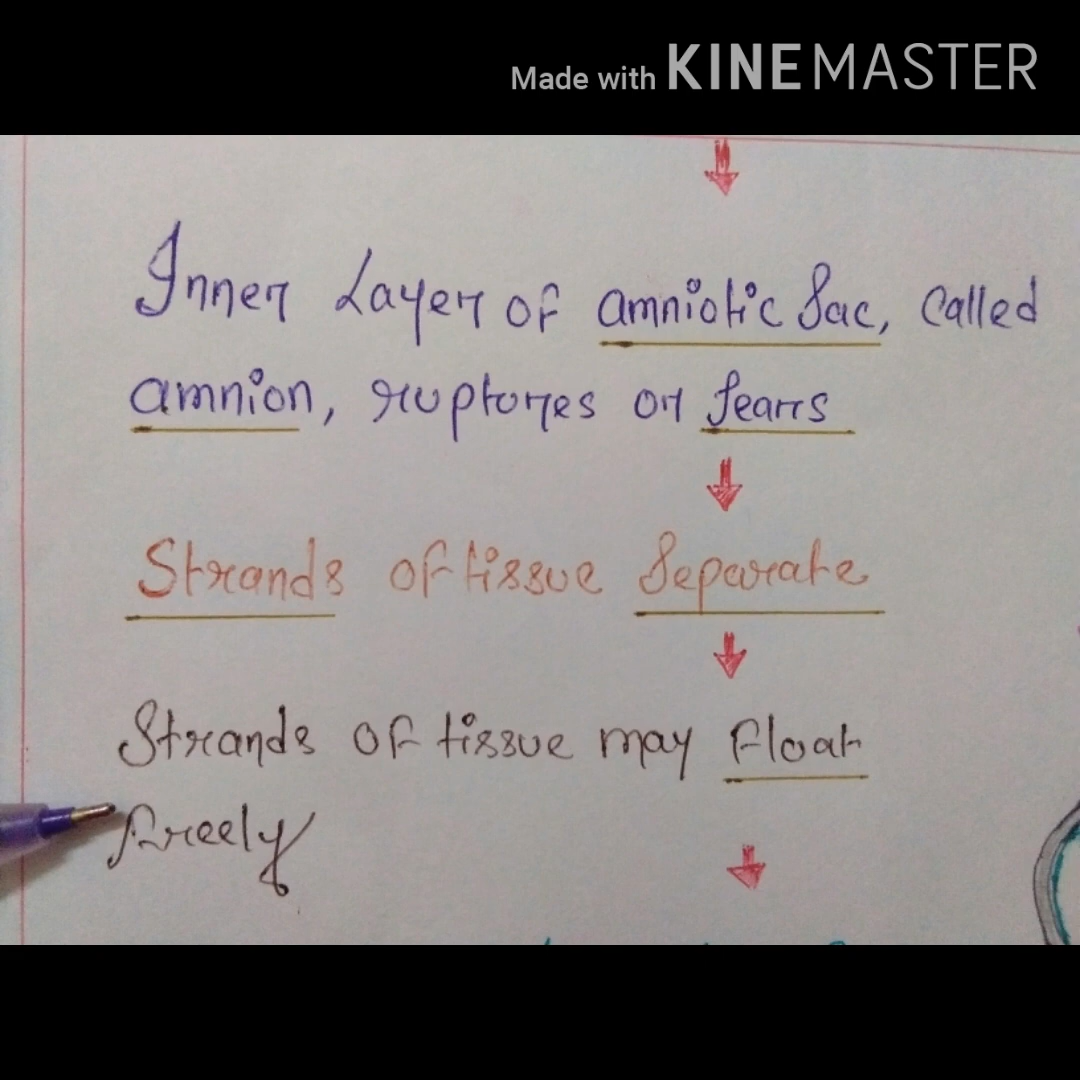 Made with KINEMASTER
Inner Layer of amniotic Sac, Called
amnion, ruptures or tears
Strands of tissue Separate
Strands of tissue may float
freely